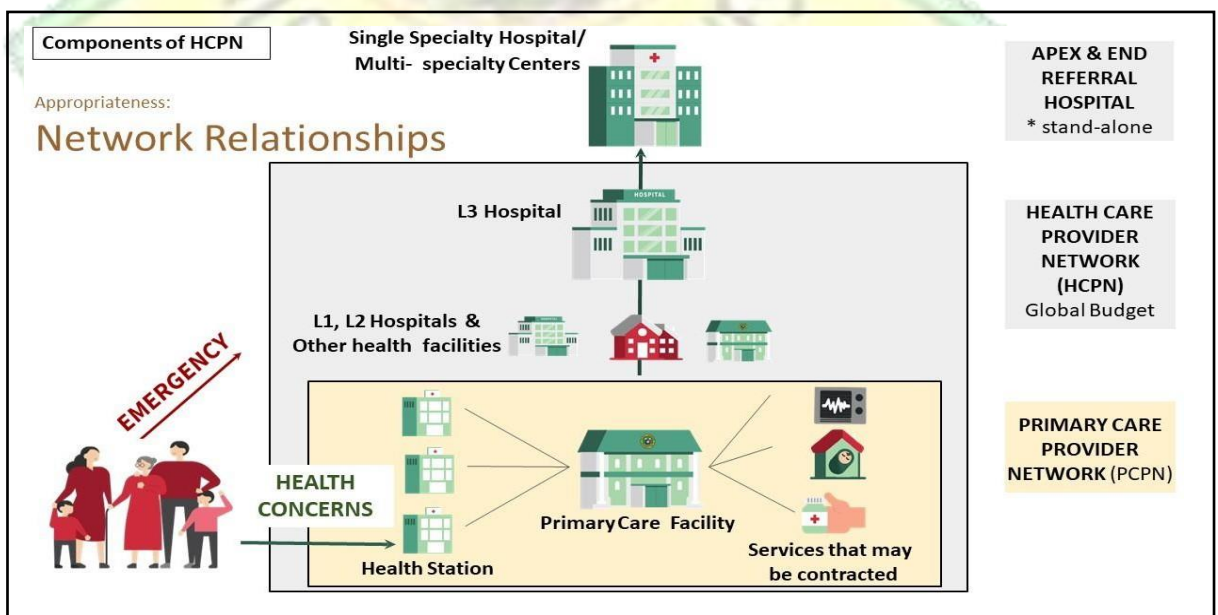 Components of HCPN
Appropriateness:
Network Relationships
Single Specialty Hospital/
Multi- specialty Centers
APEX & END
REFERRAL
HOSPITAL
* stand-alone
HOSPITAL
L3 Hospital
HEALTH CARE
PROVIDER
NETWORK
(HCPN)
Global Budget
L1, L2 Hospitals &
Other health facilities
EMERGENCY
HEALTH
CONCERNS
Health Station
Primary Care Facility
Services that may
be contracted
PRIMARY CARE
PROVIDER
NETWORK (PCPN)